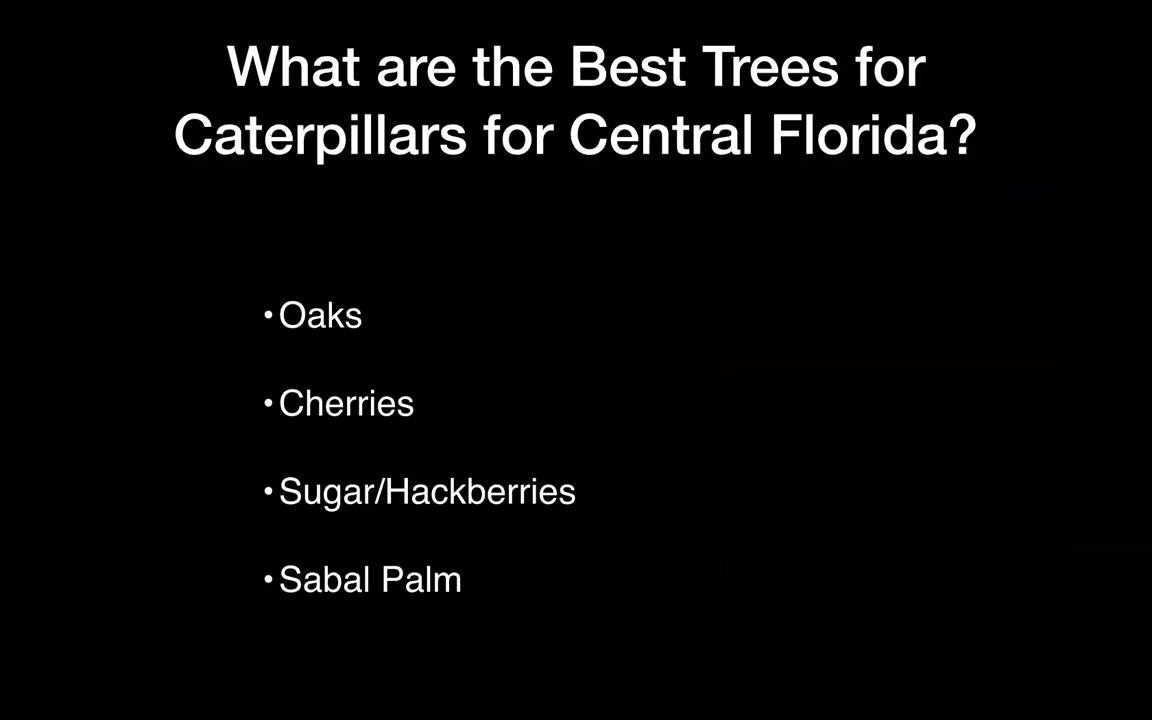 What are the Best Trees for
Caterpillars for Central Florida?
• Oaks
• Cherries
• Sugar/Hackberries
• Sabal Palm